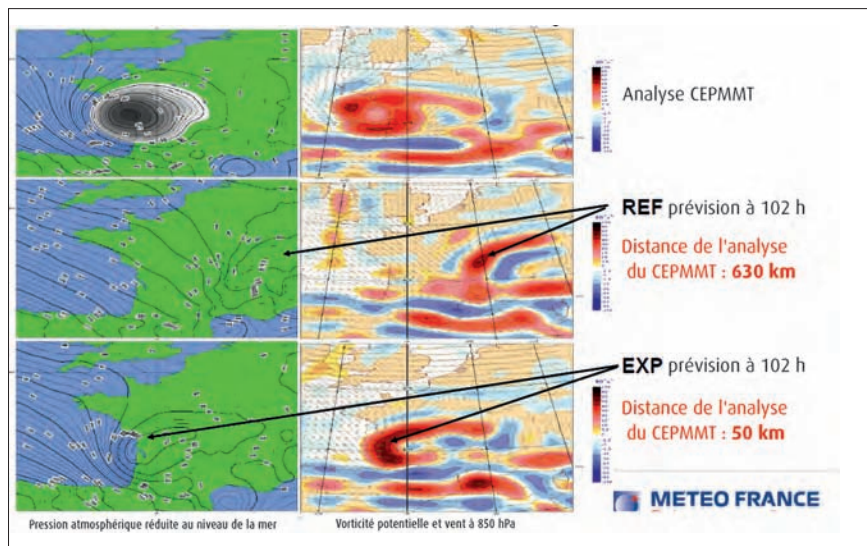 Analyse CEPMMT
REF prévision à 102 h
Distance de l'analyse
du CEPMMT : 630 km
EXP prévision à 102 h
Distance de l'analyse
du CEPMMT : 50 km
METEO FRANCE
Pression atmosphérique réduite au niveau de la mer
Vorticité potentielle et vent à 850 hPa